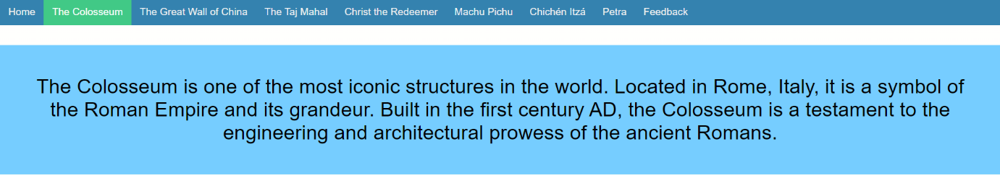 Home The Colosseum The Great Wall of China The Taj Mahal Christ the Redeemer Machu Pichu Chichén Itzá Petra Feedback
The Colosseum is one of the most iconic structures in the world. Located in Rome, Italy, it is a symbol of
the Roman Empire and its grandeur. Built in the first century AD, the Colosseum is a testament to the
engineering and architectural prowess of the ancient Romans.